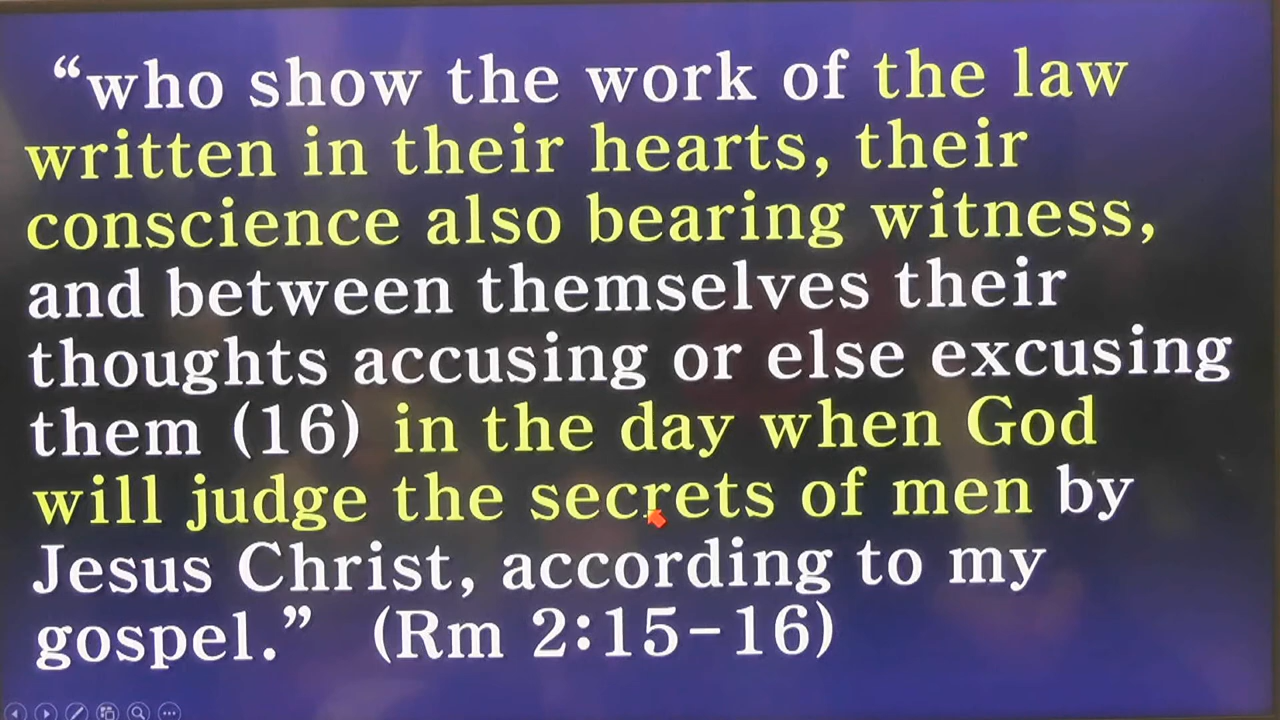 “who show the work of the law
written in their hearts, their
conscience also bearing witness,
and between themselves their
thoughts accusing or else excusing
them (16) in the day when God
will judge the secrets of men by
Jesus Christ, according to my
gospel.” (Rm 2:15-16)